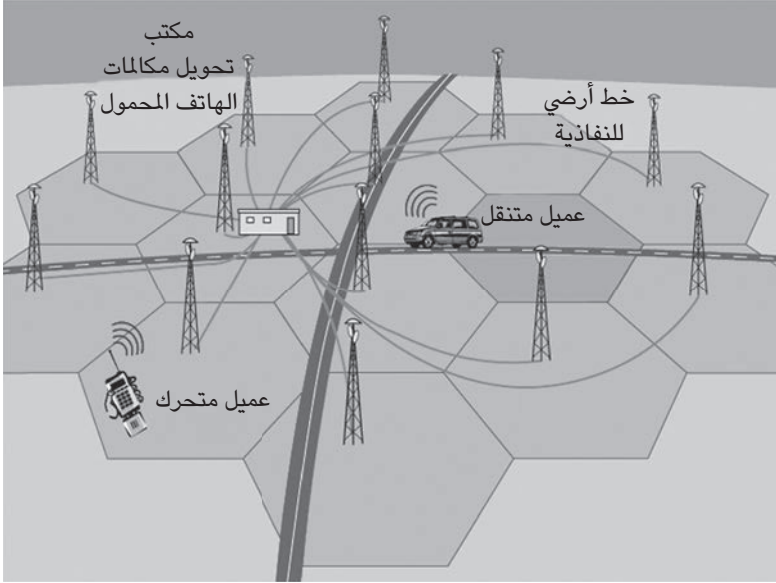 مكتب
تحويل مكالمات
الهاتف المحمول
خط أرضي
للنفاذية
عميل متنقل
عميل متحرك